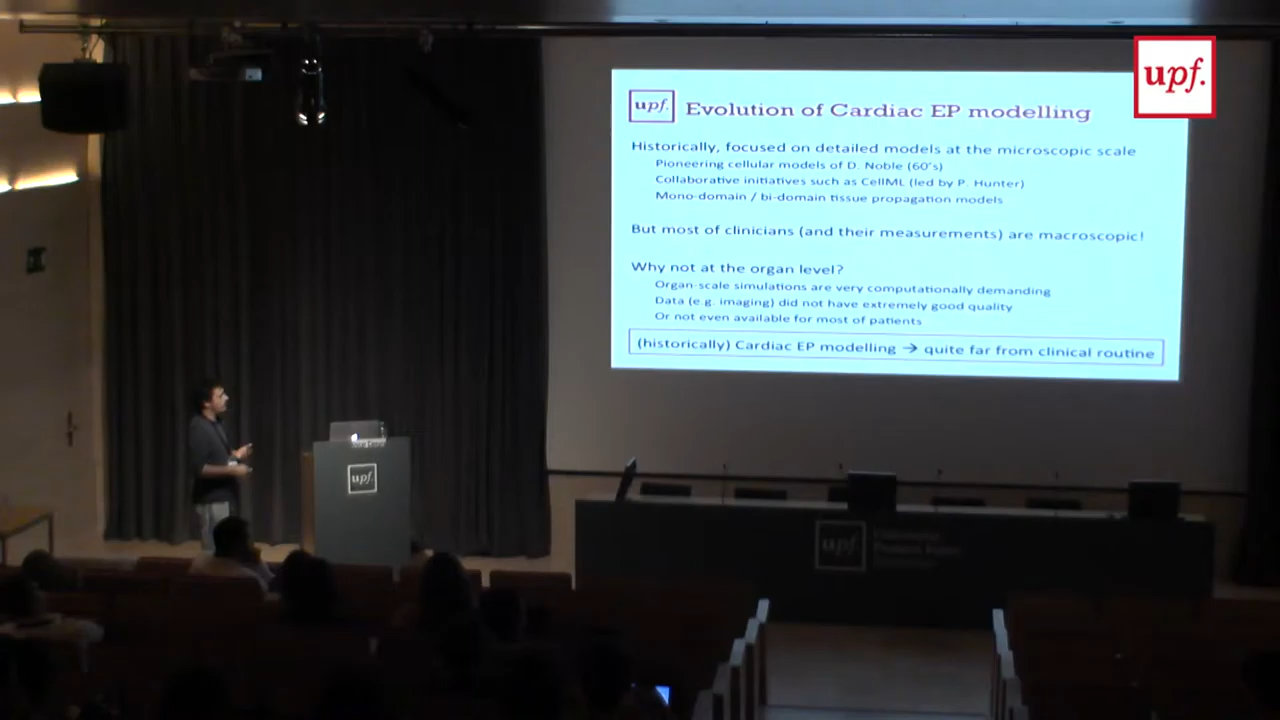 upf.
upf.
Evolution of Cardiac EP modelling
Historically, focused on detailed models at the microscopic scale
Pioneering cellular models of D. Noble (60's)
Collaborative initiatives such as CellML (led by P. Hunter)
Mono-domain / bi-domain tissue propagation models
But most of clinicians (and their measurements) are macroscopic!
Why not at the organ level?
Organ-scale simulations are very computationally demanding
Data (e.g. imaging) did not have extremely good quality
Or not even available for most of patients
(historically) Cardiac EP modelling → quite far from clinical routine
upf.
upf.